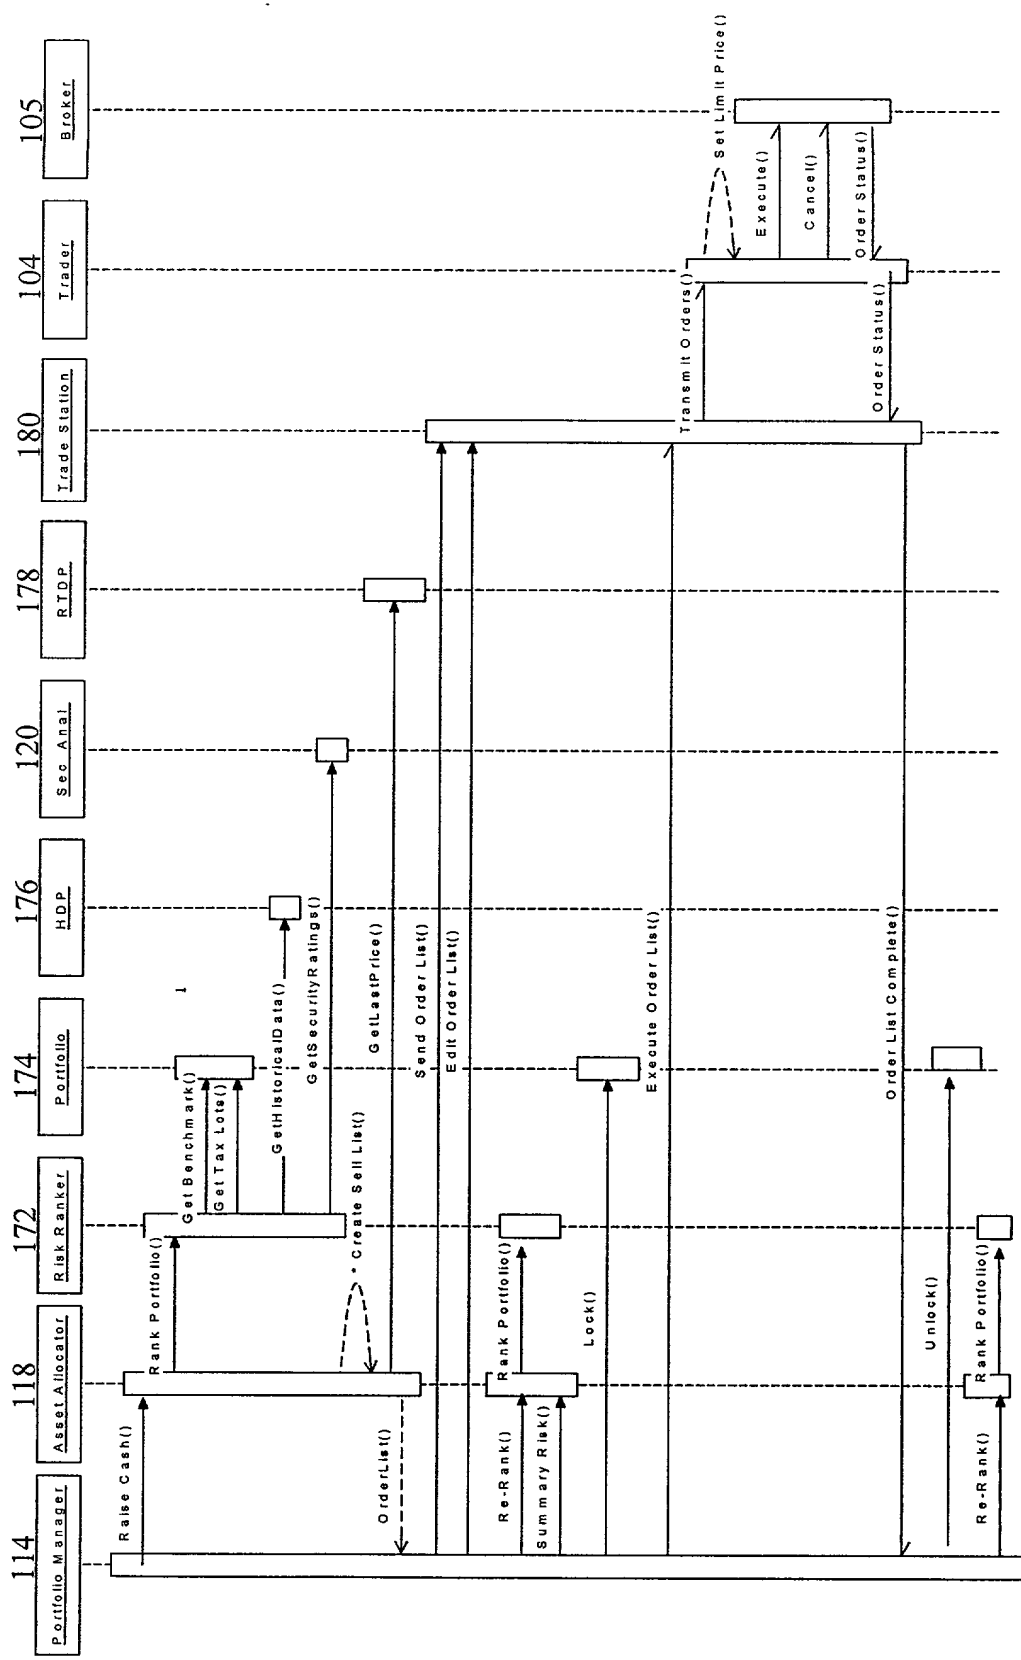 114
Portfolio Manager
118
Asset Allocator
172
Risk Ranker
174
Portfolio
176
HDP
120
Sec Anal
178
RTDP
180
Trade Station
104
Trader
105
Broker
Raise Cash()
Rank Portfolio()
Get Benchmark()
Get Tax Lots()
1
GetHistoricalData()
GetSecurityRatings()
* Create Sell List()
GetLastPrice()
OrderList()
Send Order List()
Edit Order List()
Re-Rank()
Rank Portfolio()
Summary Risk()
Lock()
Execute Order List()
Transmit Orders()
Set Limit Price()
Execute()
Cancel()
Order Status()
Order Status()
Order List Complete()
Unlock()
Re-Rank()
Rank Portfolio()